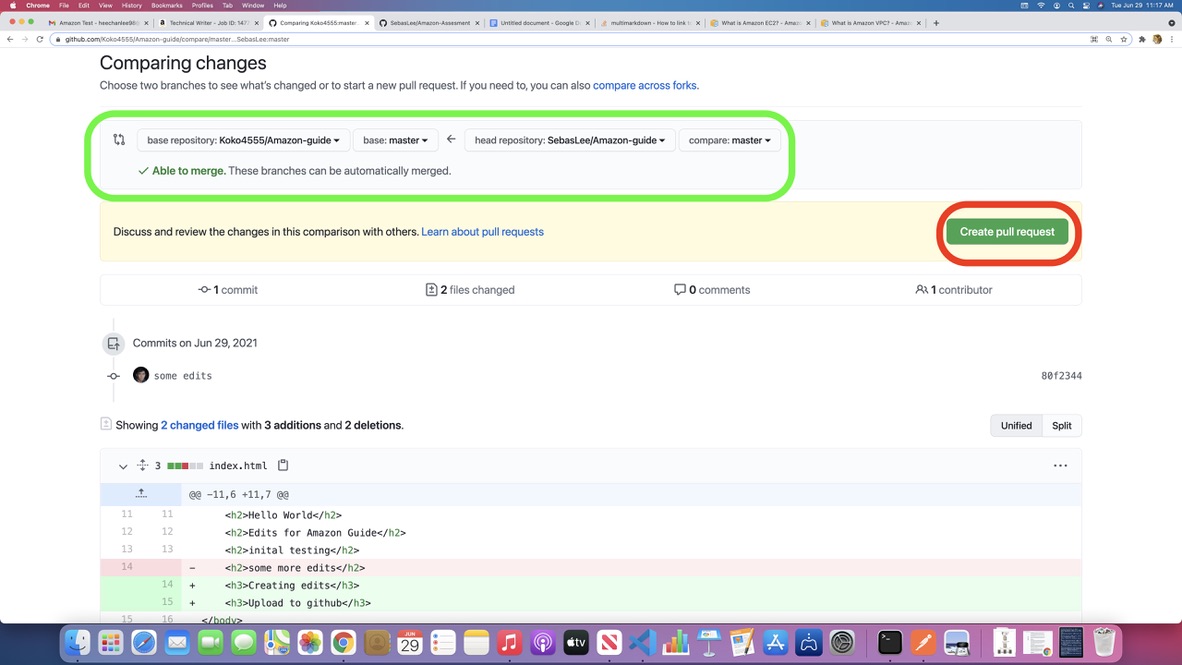 Chrome File Edit View History Bookmarks Profiles Tab Window Help Tue Jun 29 11:17 AM
Amazon Test - heechanlee98 Technical Writer - Job ID: 1477 Comparing Koko4555:master SebasLee/Amazon-Assesment Untitled document - Google D multimarkdown - How to link t What is Amazon EC2? - Amaz What is Amazon VPC? - Amaz
github.com/Koko4555/Amazon-guide/compare/master...SebasLee:master
Comparing changes
Choose two branches to see what's changed or to start a new pull request. If you need to, you can also compare across forks.
base repository: Koko4555/Amazon-guide base: master head repository: SebasLee/Amazon-guide compare: master
Able to merge. These branches can be automatically merged.
Discuss and review the changes in this comparison with others. Learn about pull requests Create pull request
1 commit 2 files changed 0 comments 1 contributor
Commits on Jun 29, 2021
some edits 80f2344
Showing 2 changed files with 3 additions and 2 deletions. Unified Split
3 index.html
@@ -11,6 +11,7 @@
11 11 <h2>Hello World</h2>
12 12 <h2>Edits for Amazon Guide</h2>
13 13 <h2>inital testing</h2>
14 - <h2>some more edits</h2>
14 + <h3>Creating edits</h3>
15 + <h3>Upload to github</h3>
15 16 </body>
JUN
29
tv